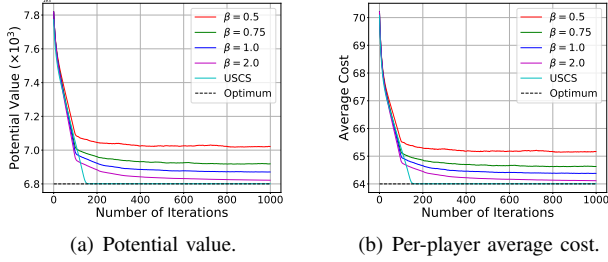 7.8
7.6
7.4
7.2
7.0
6.8
Potential Value (×10³)
0 200 400 600 800 1000
Number of Iterations
β = 0.5
β = 0.75
β = 1.0
β = 2.0
USCS
Optimum
(a) Potential value.
70
69
68
67
66
65
64
Average Cost
0 200 400 600 800 1000
Number of Iterations
β = 0.5
β = 0.75
β = 1.0
β = 2.0
USCS
Optimum
(b) Per-player average cost.